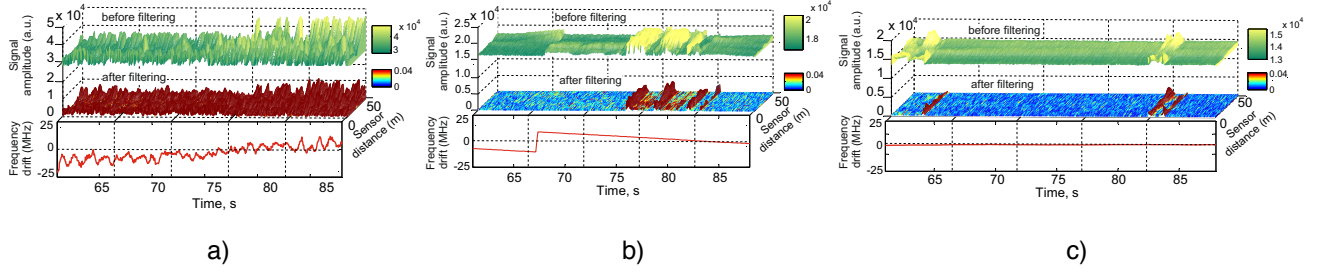 x 10⁴
5
4
3
2
1
0
Signal
amplitude (a.u.)
before filtering
after filtering
x 10⁴
4
3
0.04
0
50
0
Sensor
distance (m)
25
0
-25
Frequency
drift (MHz)
65 70 75 80 85
Time, s
a)
x 10⁴
2.5
2.0
1.5
1.0
0.5
0
Signal
amplitude (a.u.)
before filtering
after filtering
x 10⁴
2
1.8
0.04
0
50
0
Sensor
distance (m)
25
-25
Frequency
drift (MHz)
65 70 75 80 85
Time, s
b)
x 10⁴
2
1.5
1
0.5
0
Signal
amplitude (a.u.)
before filtering
after filtering
x 10⁴
1.5
1.4
1.3
0.04
0
50
0
Sensor
distance (m)
25
0
-25
Frequency
drift (MHz)
65 70 75 80 85
Time, s
c)